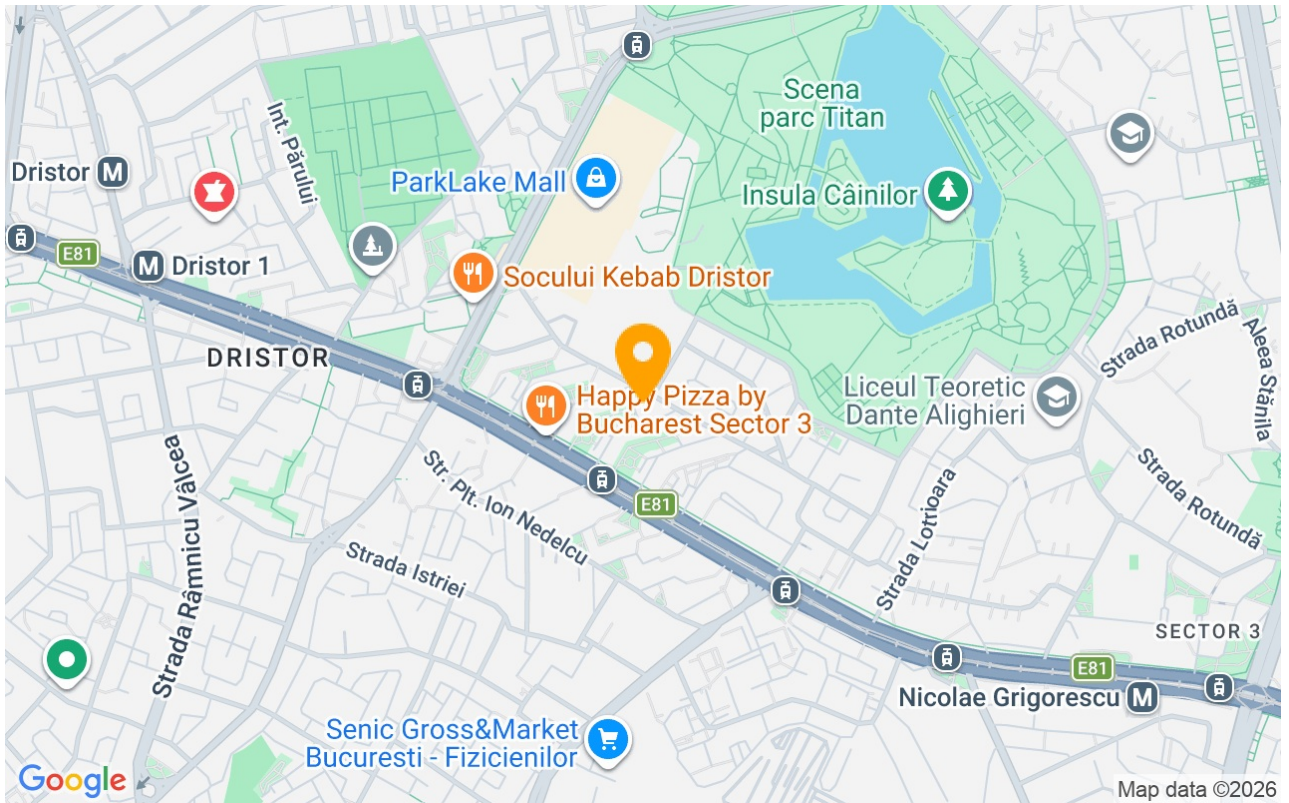 Scena
parc Titan
Int. Părului
Dristor M
ParkLake Mall
Insula Câinilor
E81
M Dristor 1
Socului Kebab Dristor
Strada Rotundă
Aleea Stănila
DRISTOR
Happy Pizza by
Bucharest Sector 3
Liceul Teoretic
Dante Alighieri
Strada Râmnicu Vâlcea
Str. Plt. Ion Nedelcu
E81
Strada Lotrioara
Strada Rotundă
Strada Istriei
SECTOR 3
E81
Nicolae Grigorescu M
Senic Gross&Market
Bucuresti - Fizicienilor
Google
Map data ©2026